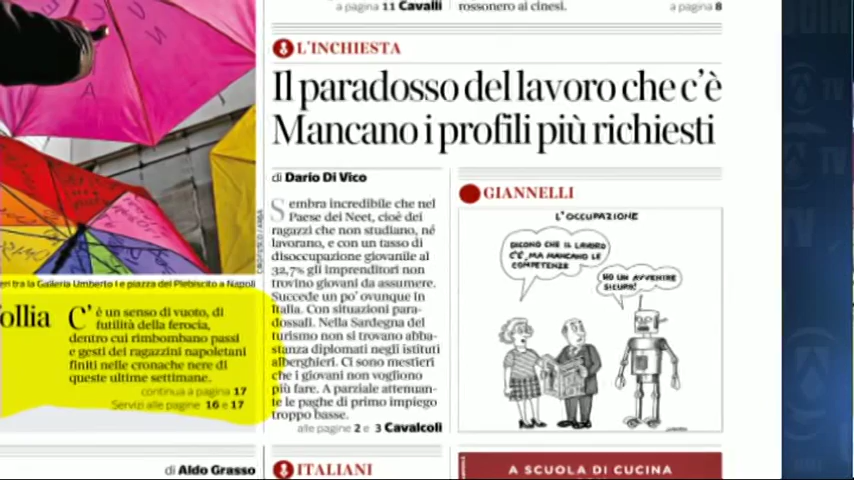 a pagina 11 Cavalli
rossonero ai cinesi.
a pagina 8
L'INCHIESTA
Il paradosso del lavoro che c'è
Mancano i profili più richiesti
di Dario Di Vico
Sembra incredibile che nel
Paese dei Neet, cioè dei
ragazzi che non studiano, né
lavorano, e con un tasso di
disoccupazione giovanile al
32,7% gli imprenditori non
trovino giovani da assumere.
Succede un po' ovunque in
Italia. Con situazioni para-
dossali. Nella Sardegna del
turismo non si trovano abba-
stanza diplomati negli istituti
alberghieri. Ci sono mestieri
che i giovani non vogliono
più fare. A parziale attenuan-
te le paghe di primo impiego
troppo basse.
alle pagine 2 e 3 Cavalcoli
GIANNELLI
L'OCCUPAZIONE
DICONO CHE IL LAVORO
C'È, MA MANCANO LE
COMPETENZE
HO UN AVVENIRE
SICURO!
eri tra la Galleria Umberto I e piazza del Plebiscito a Napoli
ollia
C'è un senso di vuoto, di
futilità della ferocia,
dentro cui rimbombano passi
e gesti dei ragazzini napoletani
finiti nelle cronache nere di
queste ultime settimane.
continua a pagina 17
Servizi alle pagine 16 e 17
di Aldo Grasso
ITALIANI
A SCUOLA DI CUCINA
TV